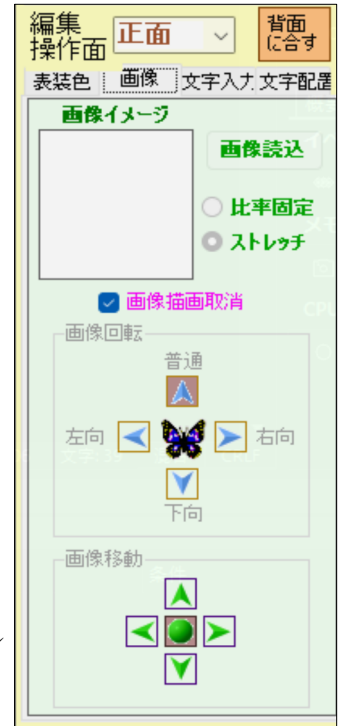 編集
操作面
正面
背面
に合す
表装色
画像
文字入力
文字配置
画像イメージ
画像読込
比率固定
ストレッチ
画像描画取消
画像回転
普通
左向
右向
下向
画像移動